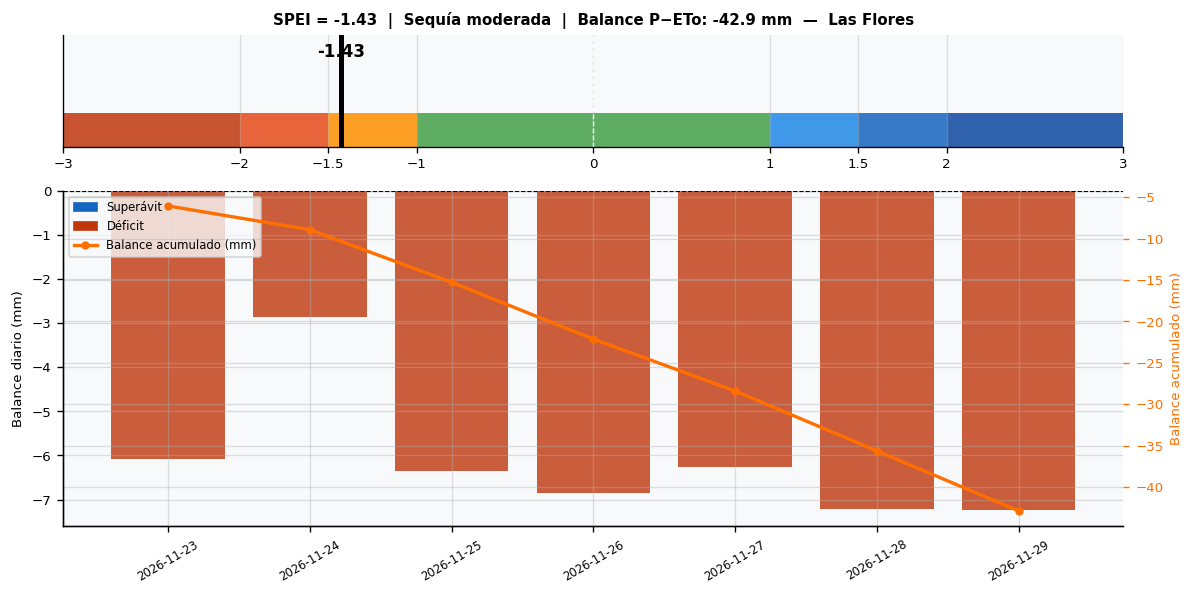 SPEI = -1.43  |  Sequía moderada  |  Balance P−ETo: -42.9 mm  —  Las Flores
-1.43
−3 −2 −1.5 −1 0 1 1.5 2 3
Superávit
Déficit
Balance acumulado (mm)
Balance diario (mm)
0
−1
−2
−3
−4
−5
−6
−7
−5
−10
−15
−20
−25
−30
−35
−40
Balance acumulado (mm)
2026-11-23 2026-11-24 2026-11-25 2026-11-26 2026-11-27 2026-11-28 2026-11-29